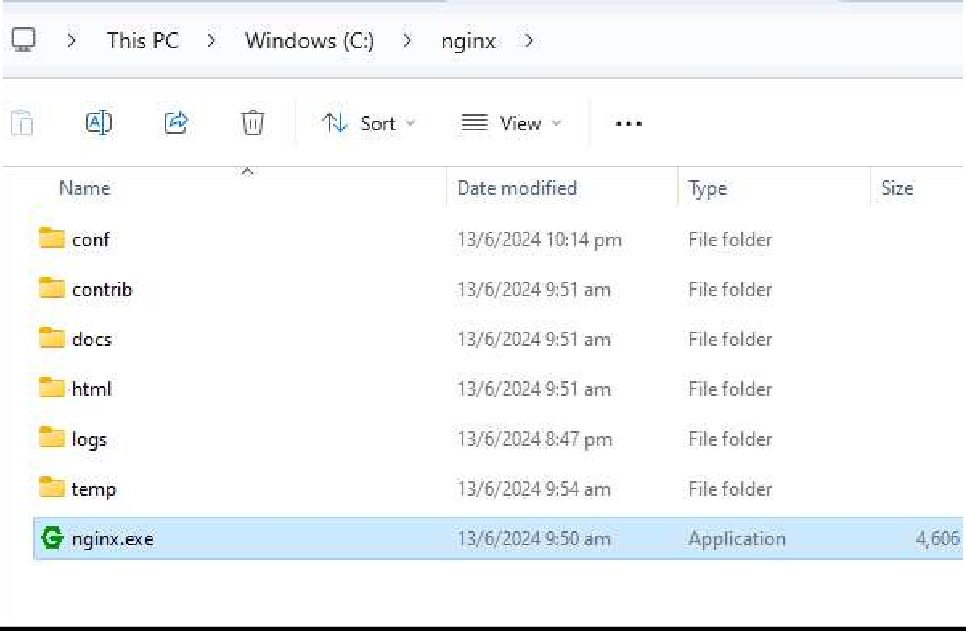 This PC > Windows (C:) > nginx >
A Sort View ...
Name Date modified Type Size
conf 13/6/2024 10:14 pm File folder
contrib 13/6/2024 9:51 am File folder
docs 13/6/2024 9:51 am File folder
html 13/6/2024 9:51 am File folder
logs 13/6/2024 8:47 pm File folder
temp 13/6/2024 9:54 am File folder
nginx.exe 13/6/2024 9:50 am Application 4,606